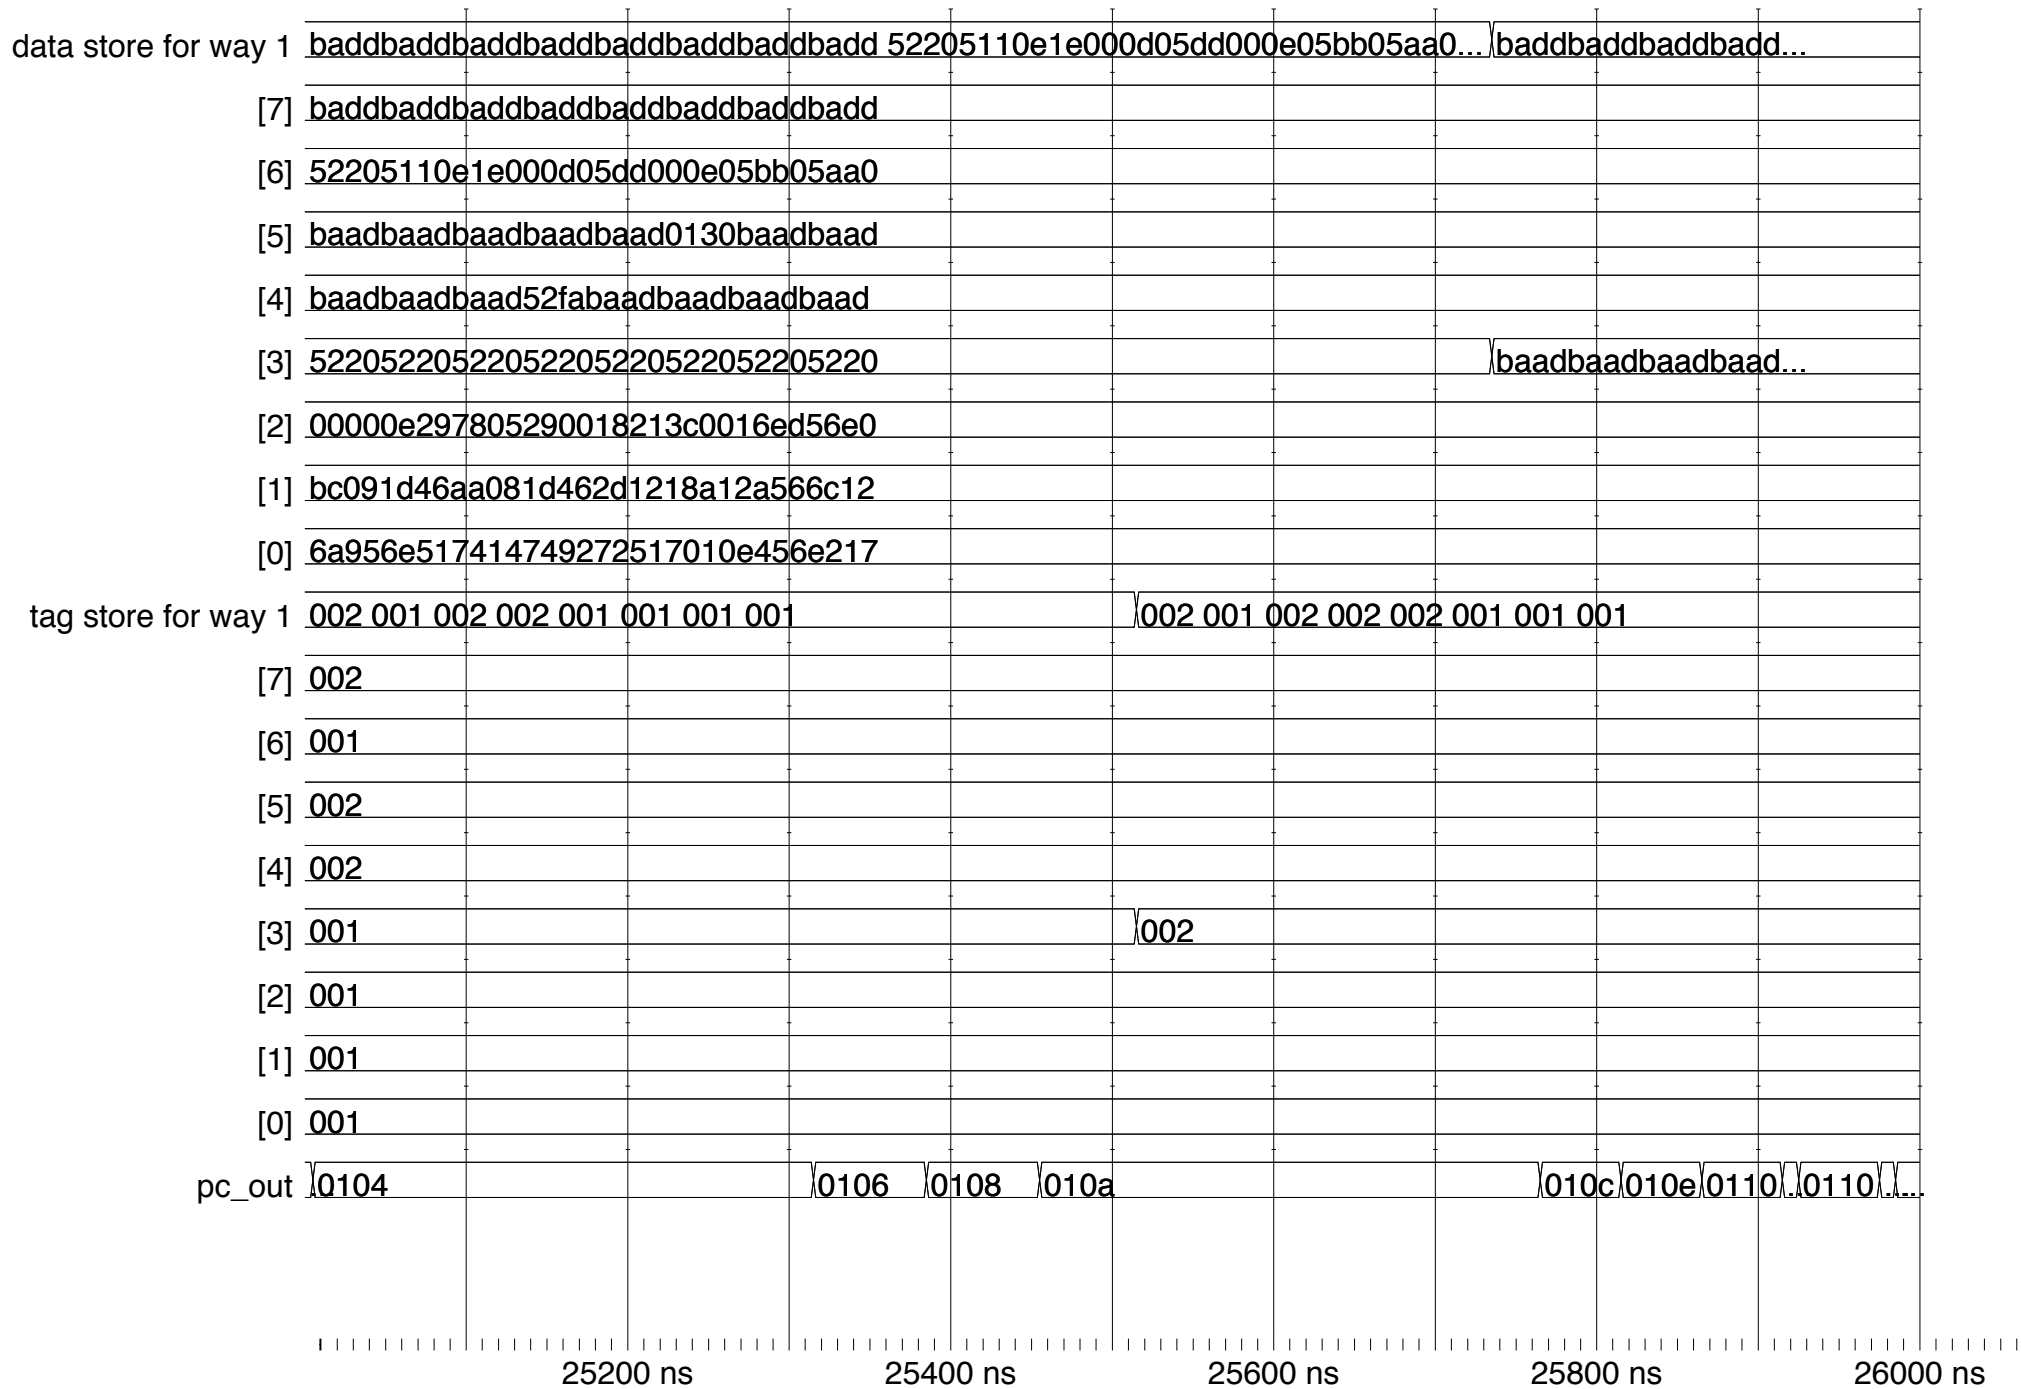 data store for way 1 baddbaddbaddbaddbaddbaddbaddbadd 52205110e1e000d05dd000e05bb05aa0... baddbaddbaddbadd...
[7] baddbaddbaddbaddbaddbaddbaddbadd
[6] 52205110e1e000d05dd000e05bb05aa0
[5] baadbaadbaadbaadbaad0130baadbaad
[4] baadbaadbaad52fabaadbaadbaadbaad
[3] 52205220522052205220522052205220 baadbaadbaadbaad...
[2] 00000e297805290018213c0016ed56e0
[1] bc091d46aa081d462d1218a12a566c12
[0] 6a956e517414749272517010e456e217
tag store for way 1 002 001 002 002 001 001 001 001 002 001 002 002 002 001 001 001
[7] 002
[6] 001
[5] 002
[4] 002
[3] 001 002
[2] 001
[1] 001
[0] 001
pc_out ... 0104 0106 0108 010a 010c 010e 0110 ... 0110 ... ...
25200 ns 25400 ns 25600 ns 25800 ns 26000 ns